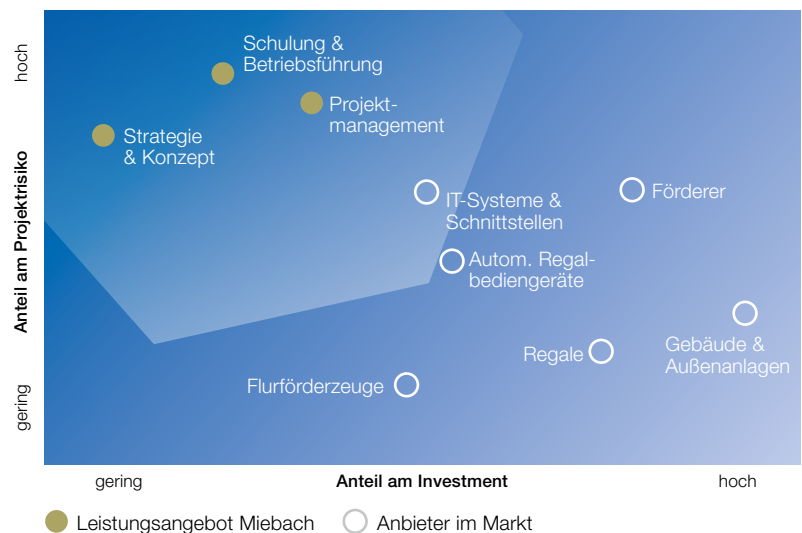 hoch
Anteil am Projektrisiko
gering
Schulung &
Betriebsführung
Projekt-
management
Strategie
& Konzept
IT-Systeme &
Schnittstellen
Förderer
Autom. Regal-
bediengeräte
Gebäude &
Außenanlagen
Regale
Flurförderzeuge
gering
Anteil am Investment
hoch
Leistungsangebot Miebach
Anbieter im Markt